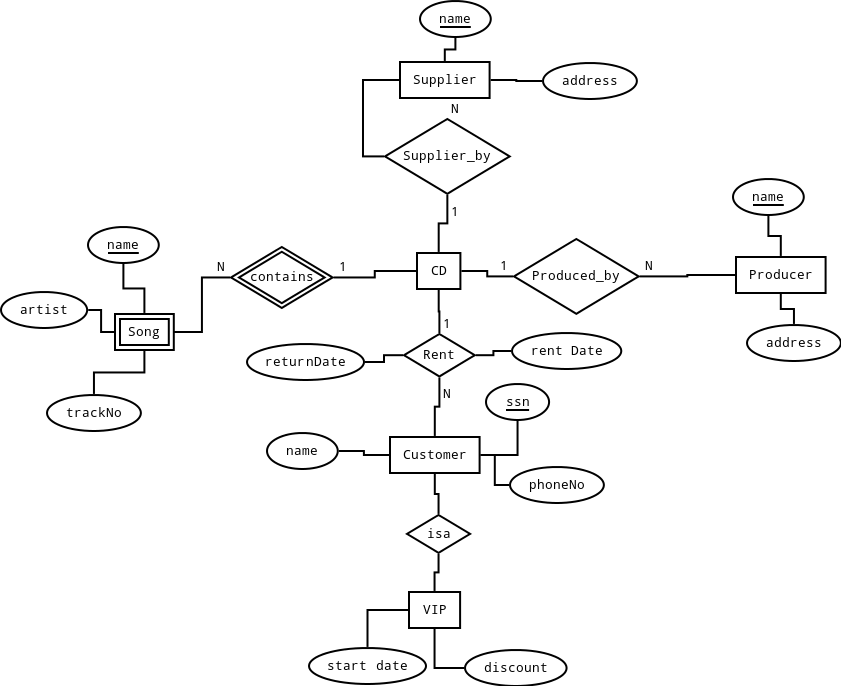 name
Supplier
address
N
Supplier_by
1
name
name
N
contains
1
CD
1
Produced_by
N
Producer
artist
Song
1
address
returnDate
Rent
rent Date
trackNo
N
ssn
name
Customer
phoneNo
isa
VIP
start date
discount